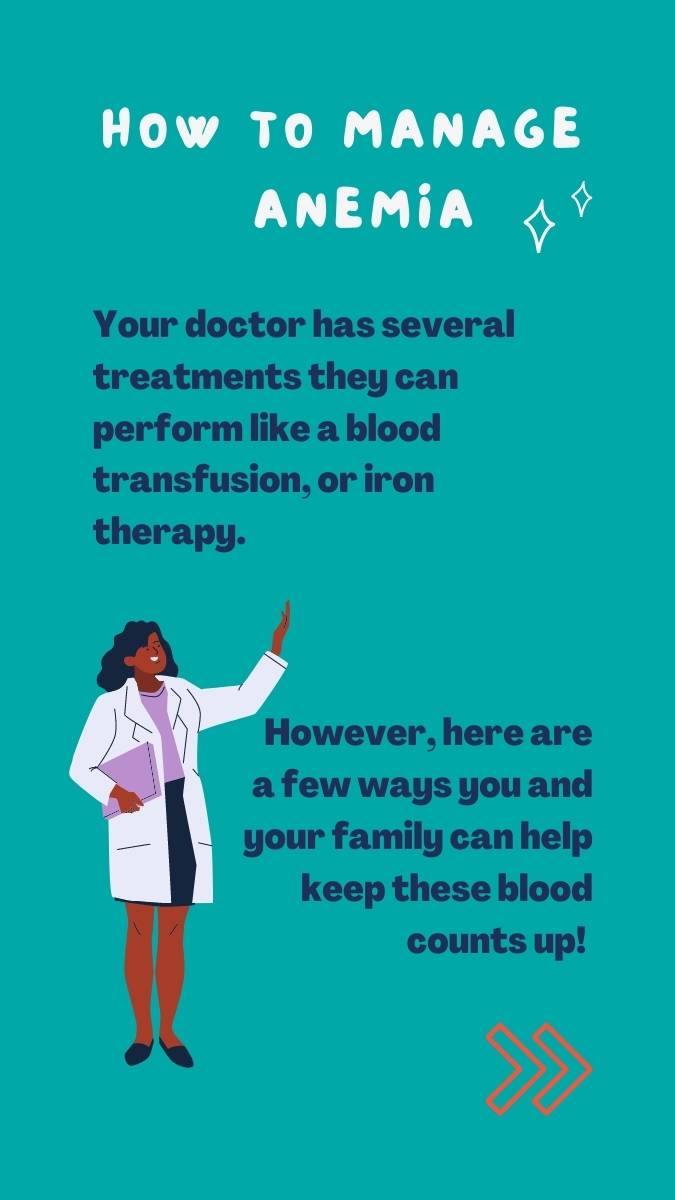 HOW TO MANAGE
ANEMiA
Your doctor has several
treatments they can
perform like a blood
transfusion, or iron
therapy.
However, here are
a few ways you and
your family can help
keep these blood
counts up!